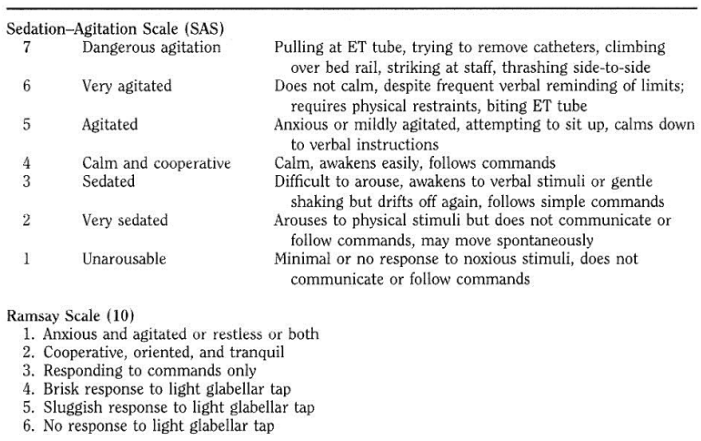 Sedation–Agitation Scale (SAS)
7 Dangerous agitation Pulling at ET tube, trying to remove catheters, climbing
over bed rail, striking at staff, thrashing side-to-side
6 Very agitated Does not calm, despite frequent verbal reminding of limits;
requires physical restraints, biting ET tube
5 Agitated Anxious or mildly agitated, attempting to sit up, calms down
to verbal instructions
4 Calm and cooperative Calm, awakens easily, follows commands
3 Sedated Difficult to arouse, awakens to verbal stimuli or gentle
shaking but drifts off again, follows simple commands
2 Very sedated Arouses to physical stimuli but does not communicate or
follow commands, may move spontaneously
1 Unarousable Minimal or no response to noxious stimuli, does not
communicate or follow commands
Ramsay Scale (10)
1. Anxious and agitated or restless or both
2. Cooperative, oriented, and tranquil
3. Responding to commands only
4. Brisk response to light glabellar tap
5. Sluggish response to light glabellar tap
6. No response to light glabellar tap